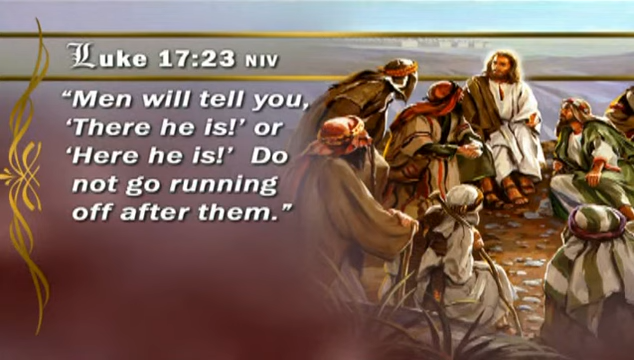 Luke 17:23 NIV
“Men will tell you,
‘There he is!’ or
‘Here he is!’ Do
not go running
off after them.”